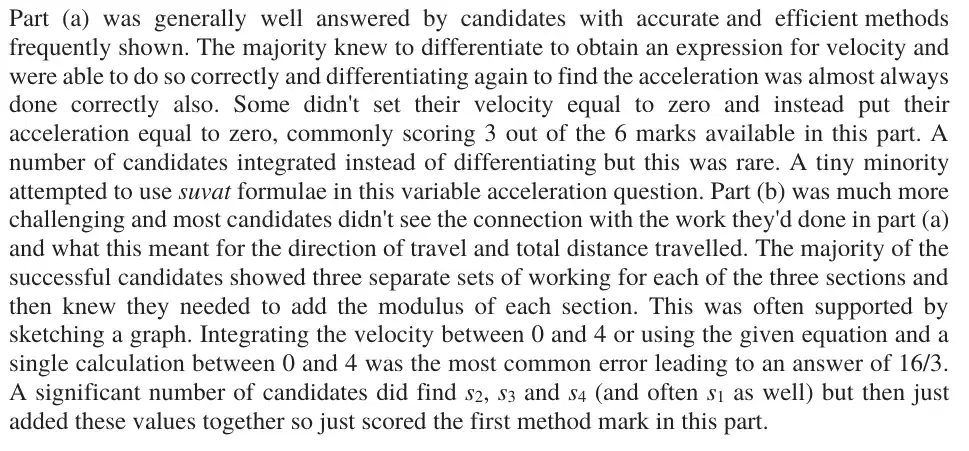 Part (a) was generally well answered by candidates with accurate and efficient methods
frequently shown. The majority knew to differentiate to obtain an expression for velocity and
were able to do so correctly and differentiating again to find the acceleration was almost always
done correctly also. Some didn't set their velocity equal to zero and instead put their
acceleration equal to zero, commonly scoring 3 out of the 6 marks available in this part. A
number of candidates integrated instead of differentiating but this was rare. A tiny minority
attempted to use suvat formulae in this variable acceleration question. Part (b) was much more
challenging and most candidates didn't see the connection with the work they'd done in part (a)
and what this meant for the direction of travel and total distance travelled. The majority of the
successful candidates showed three separate sets of working for each of the three sections and
then knew they needed to add the modulus of each section. This was often supported by
sketching a graph. Integrating the velocity between 0 and 4 or using the given equation and a
single calculation between 0 and 4 was the most common error leading to an answer of 16/3.
A significant number of candidates did find s₂, s₃ and s₄ (and often s₁ as well) but then just
added these values together so just scored the first method mark in this part.